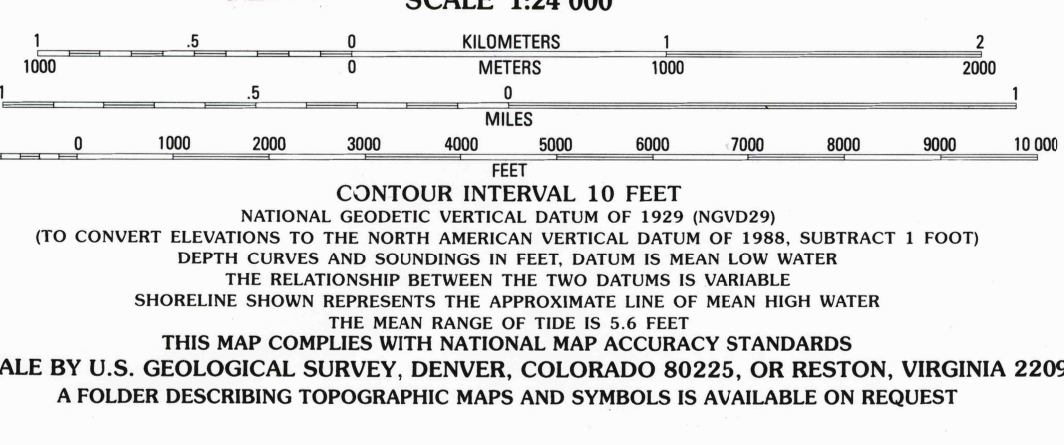 SCALE 1:24 000
1 .5 0 KILOMETERS 1 2
1000 0 METERS 1000 2000
1 .5 0 1
MILES
0 1000 2000 3000 4000 5000 6000 7000 8000 9000 10 000
FEET
CONTOUR INTERVAL 10 FEET
NATIONAL GEODETIC VERTICAL DATUM OF 1929 (NGVD29)
(TO CONVERT ELEVATIONS TO THE NORTH AMERICAN VERTICAL DATUM OF 1988, SUBTRACT 1 FOOT)
DEPTH CURVES AND SOUNDINGS IN FEET, DATUM IS MEAN LOW WATER
THE RELATIONSHIP BETWEEN THE TWO DATUMS IS VARIABLE
SHORELINE SHOWN REPRESENTS THE APPROXIMATE LINE OF MEAN HIGH WATER
THE MEAN RANGE OF TIDE IS 5.6 FEET
THIS MAP COMPLIES WITH NATIONAL MAP ACCURACY STANDARDS
ALE BY U.S. GEOLOGICAL SURVEY, DENVER, COLORADO 80225, OR RESTON, VIRGINIA 2209
A FOLDER DESCRIBING TOPOGRAPHIC MAPS AND SYMBOLS IS AVAILABLE ON REQUEST